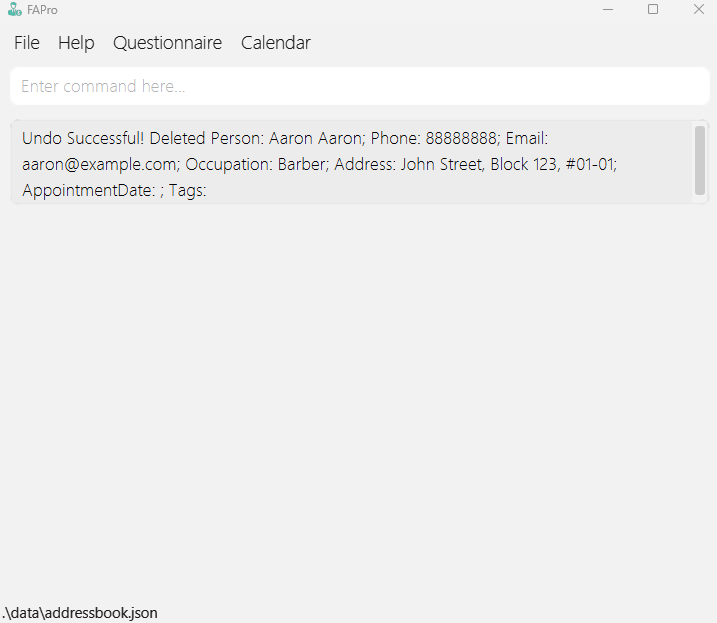 FAPro
File Help Questionnaire Calendar
Enter command here...
Undo Successful! Deleted Person: Aaron Aaron; Phone: 88888888; Email:
aaron@example.com; Occupation: Barber; Address: John Street, Block 123, #01-01;
AppointmentDate: ; Tags:
.\data\addressbook.json